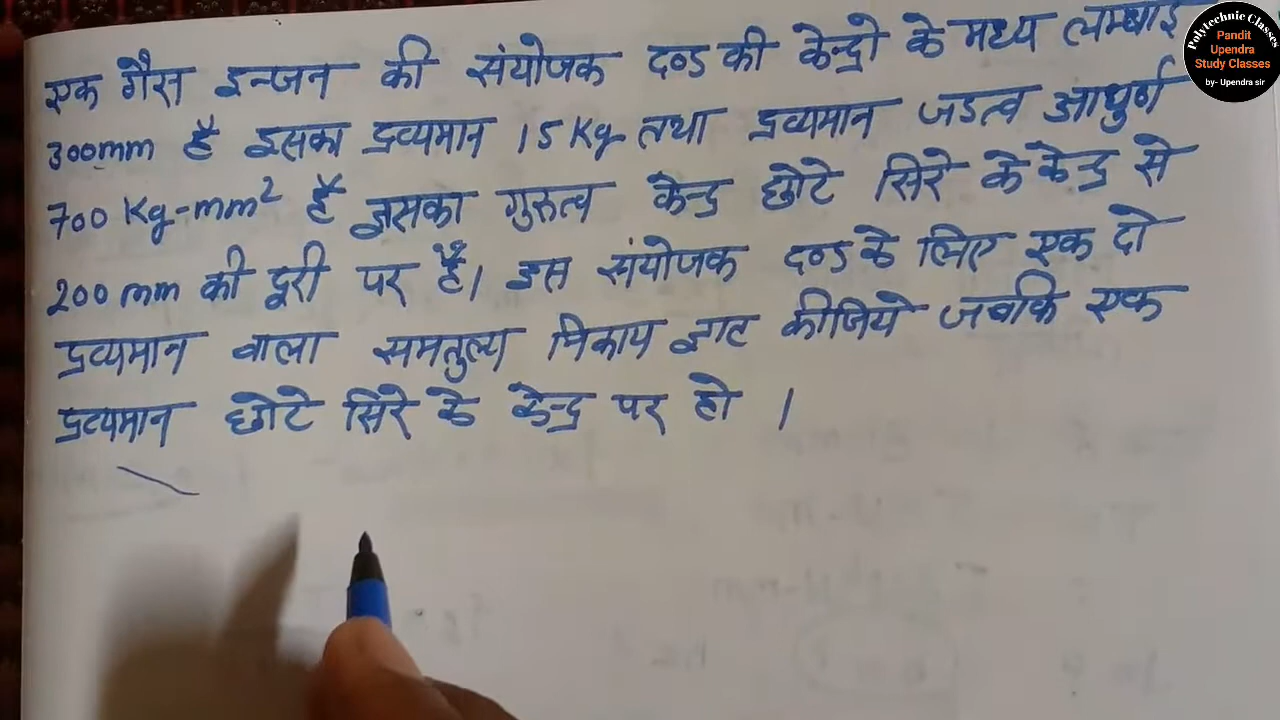 एक गैस इन्जन की संयोजक दण्ड की केन्द्रो के मध्य लम्बाई
300mm है इसका द्रव्यमान 15 Kg तथा द्रव्यमान जडत्व आधुर्ण
700 Kg-mm² है इसका गुरुत्व केन्द्र छोटे सिरे के केन्द्र से
200 mm की दूरी पर है। इस संयोजक दण्ड के लिए एक दो
द्रव्यमान वाला समतुल्य निकाय ज्ञात कीजिये जबकि एक
द्रव्यमान छोटे सिरे के केन्द्र पर हो ।
Polytechnic Classes
Pandit
Upendra
Study Classes
by- Upendra sir